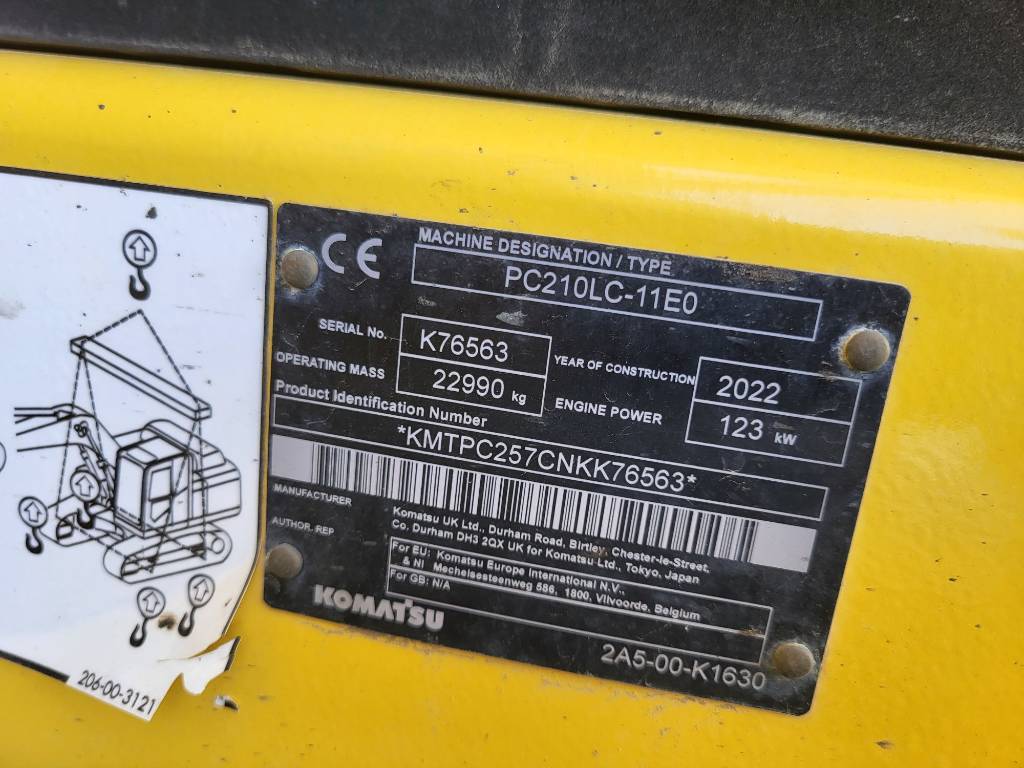 CE
MACHINE DESIGNATION / TYPE
PC210LC-11E0
SERIAL No.
K76563
YEAR OF CONSTRUCTION
2022
OPERATING MASS
22990 kg
ENGINE POWER
123 kW
Product Identification Number
*KMTPC257CNKK76563*
MANUFACTURER
Komatsu UK Ltd., Durham Road, Birtley, Chester-le-Street,
Co. Durham DH3 2QX UK for Komatsu Ltd., Tokyo, Japan
AUTHOR. REP
For EU: Komatsu Europe International N.V.,
& NI Mechelsesteenweg 586, 1800, Vilvoorde, Belgium
For GB: N/A
KOMATSU
2A5-00-K1630
206-00-3121